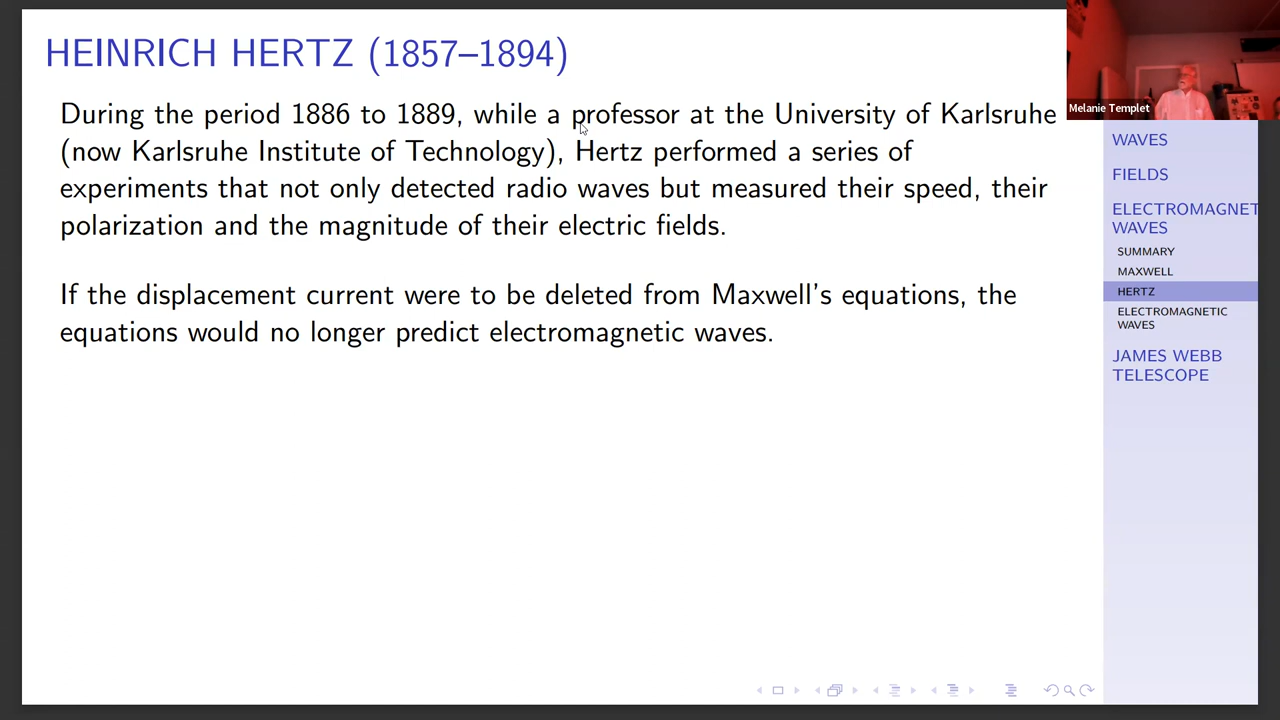 HEINRICH HERTZ (1857–1894)
During the period 1886 to 1889, while a professor at the University of Karlsruhe
(now Karlsruhe Institute of Technology), Hertz performed a series of
experiments that not only detected radio waves but measured their speed, their
polarization and the magnitude of their electric fields.
If the displacement current were to be deleted from Maxwell's equations, the
equations would no longer predict electromagnetic waves.
Melanie Templet
WAVES
FIELDS
ELECTROMAGNET
WAVES
SUMMARY
MAXWELL
HERTZ
ELECTROMAGNETIC
WAVES
JAMES WEBB
TELESCOPE